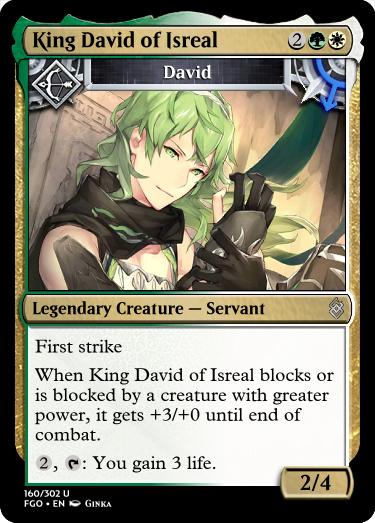 King David of Isreal 2
David
Legendary Creature — Servant
First strike
When King David of Isreal blocks or
is blocked by a creature with greater
power, it gets +3/+0 until end of
combat.
2, : You gain 3 life.
2/4
160/302 U
FGO • EN GINKA